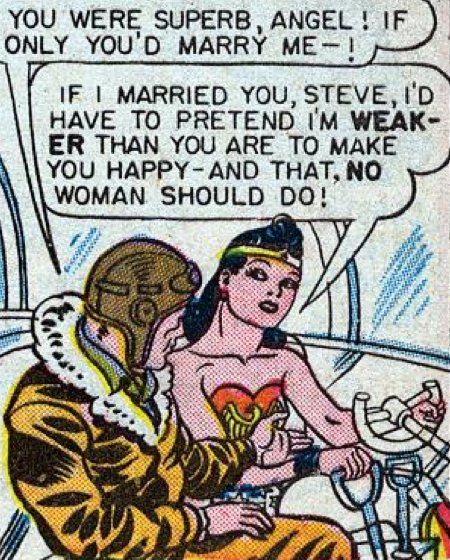 YOU WERE SUPERB, ANGEL! IF
ONLY YOU'D MARRY ME—!
IF I MARRIED YOU, STEVE, I'D
HAVE TO PRETEND I'M WEAK-
ER THAN YOU ARE TO MAKE
YOU HAPPY-AND THAT, NO
WOMAN SHOULD DO!